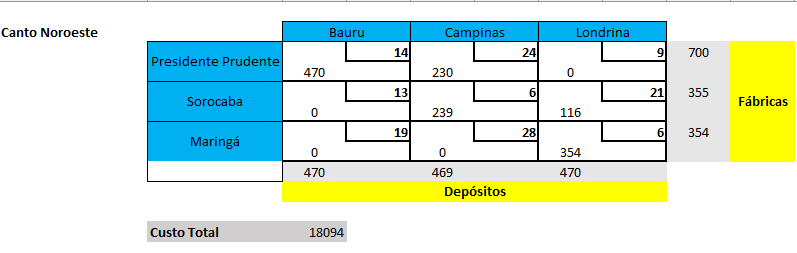 Canto Noroeste Bauru Campinas Londrina
Presidente Prudente 14 24 9 700
470 230 0
Sorocaba 13 6 21 355 Fábricas
0 239 116
Maringá 19 28 6 354
0 0 354
470 469 470
Depósitos
Custo Total 18094